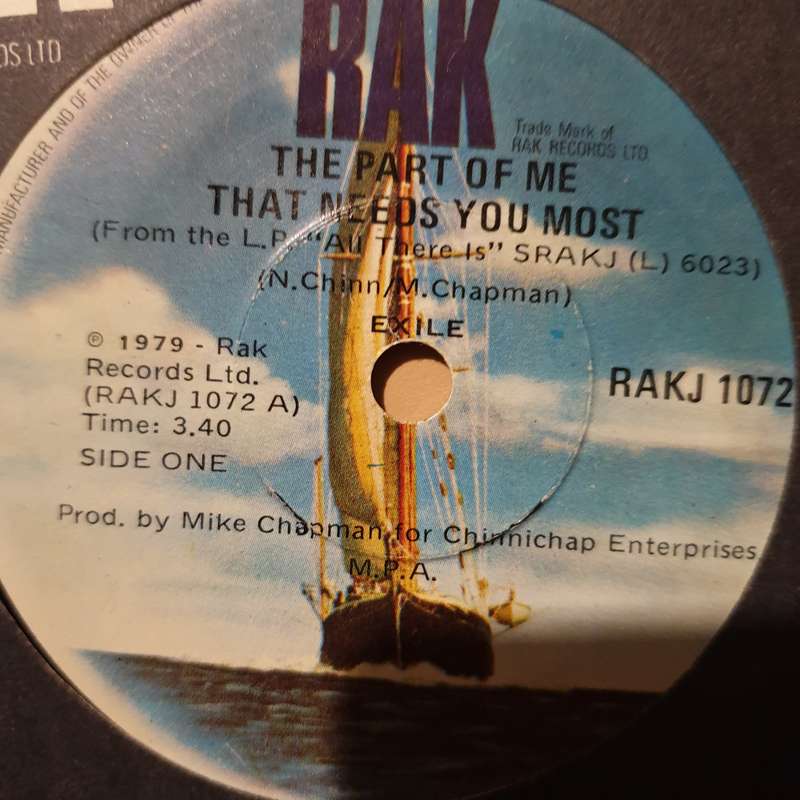 DS LTD
MANUFACTURER AND OF THE OWNER OF THE
RAK
Trade Mark of
RAK RECORDS LTD.
THE PART OF ME
THAT NEEDS YOU MOST
(From the L.P. "All There Is" SRAKJ (L) 6023)
(N.Chinn/M.Chapman)
EXILE
℗ 1979 - Rak
Records Ltd.
(RAKJ 1072 A)
Time: 3.40
SIDE ONE
RAKJ 1072
Prod. by Mike Chapman for Chinnichap Enterprises
M.P.A.